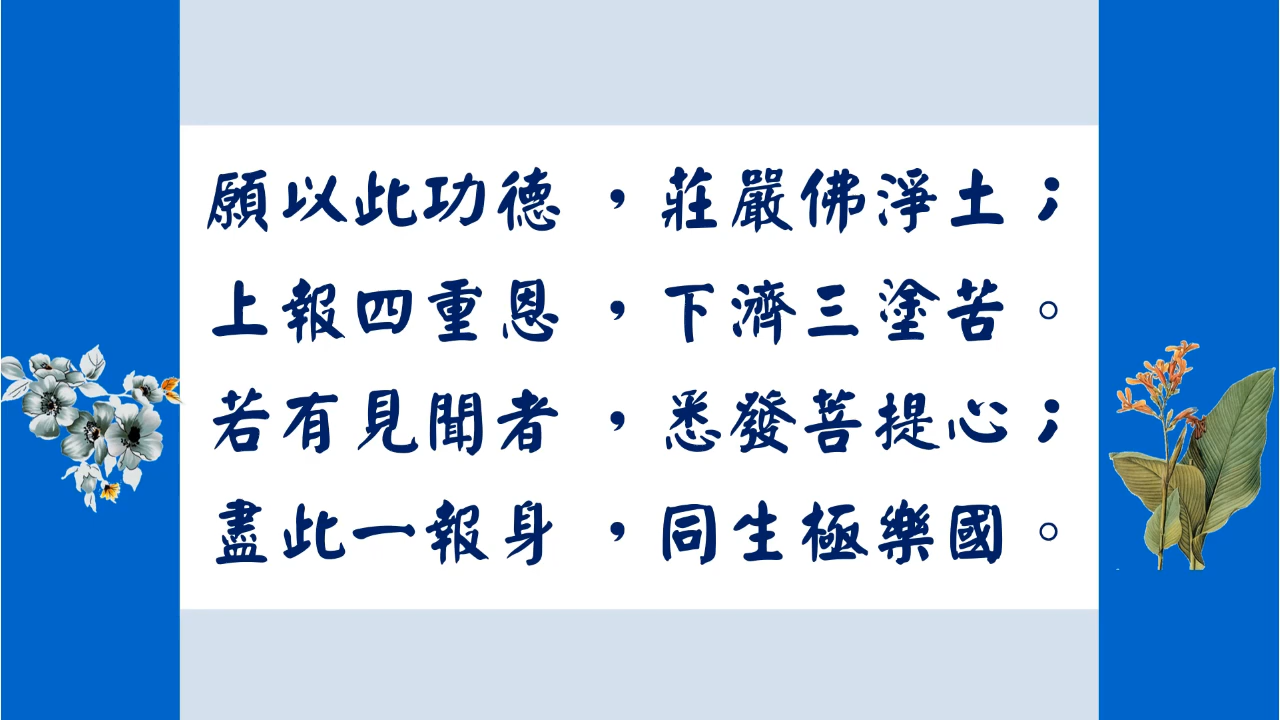 願以此功德，莊嚴佛淨土；
上報四重恩，下濟三塗苦。
若有見聞者，悉發菩提心；
盡此一報身，同生極樂國。